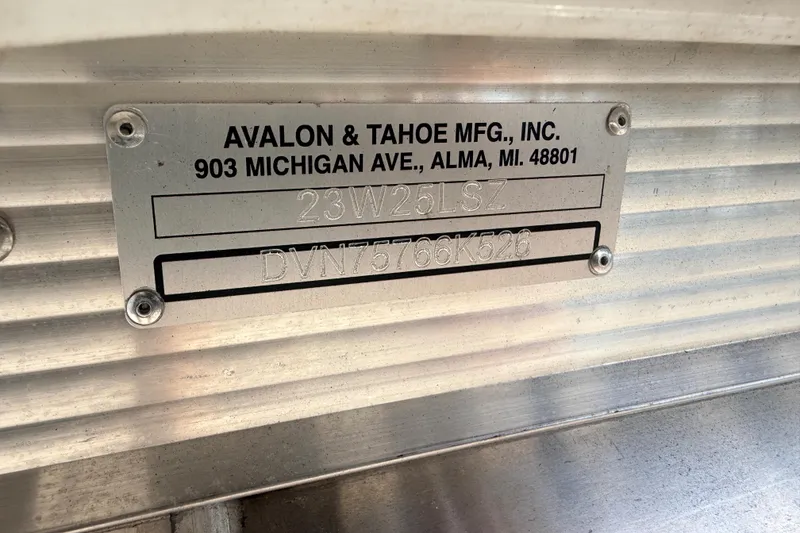 AVALON & TAHOE MFG., INC.
903 MICHIGAN AVE., ALMA, MI. 48801
23W25LSZ
DVN75766K526